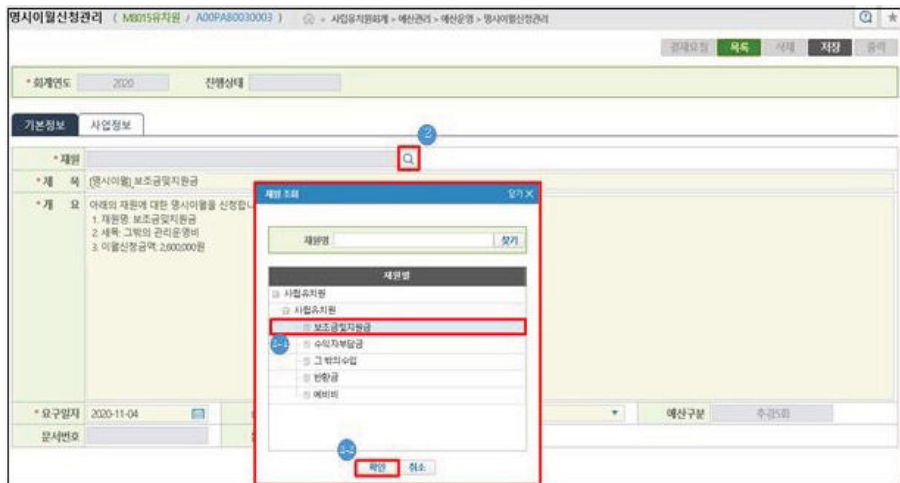 명시이월신청관리 ( M8015유치원 / A00PAB0030003 ) > 사립유치원회계 > 예산관리 > 예산운영 > 명시이월신청관리
결재요청 목록 삭제 저장 출력
* 회계연도 2020 진행상태
기본정보 사업정보
2
* 재원
* 제 목 [명시이월]_보조금및지원금
* 개 요 아래의 재원에 대한 명시이월을 신청합니
1. 재원명: 보조금및지원금
2. 세목: 그밖의 관리운영비
3. 이월신청금액: 2,600,000원
재원 조회 닫기 X
재원명 찾기
재원별
사립유치원
사립유치원
보조금및지원금
2-1 수익자부담금
그 밖의수입
반환금
예비비
* 요구일자 2020-11-04 예산구분 추경5회
문서번호
2-2
확인 취소